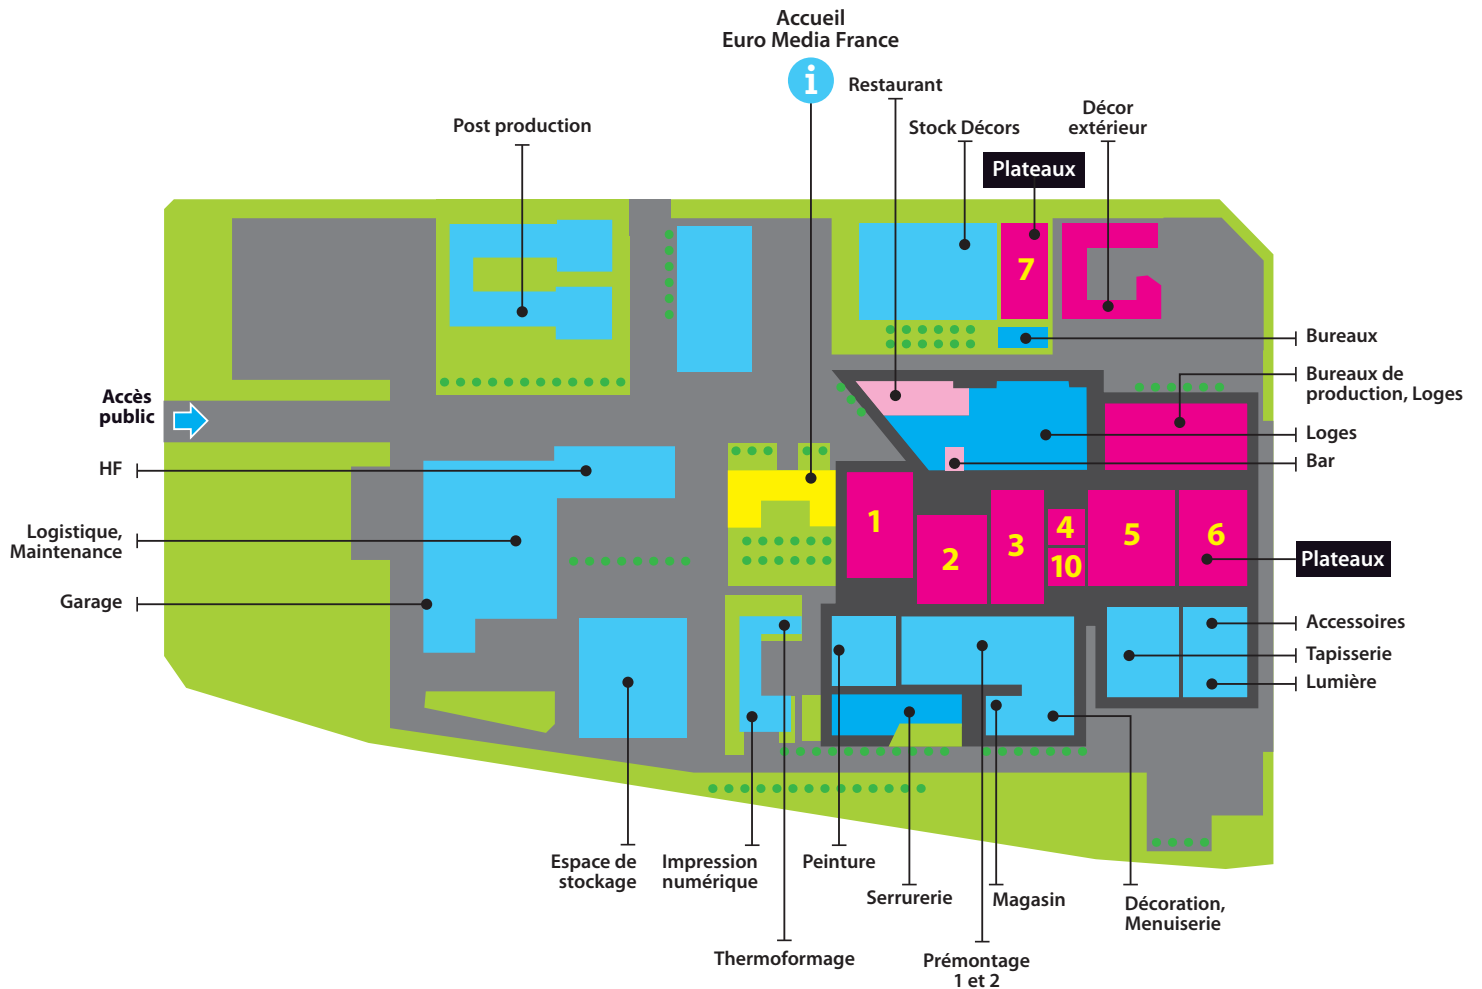 Accueil
Euro Media France
i
Restaurant
Post production
Stock Décors
Décor
extérieur
Plateaux
7
Bureaux
Bureaux de
production, Loges
Loges
Bar
Accès
public
HF
Logistique,
Maintenance
Garage
1
2
3
4
10
5
6
Plateaux
Accessoires
Tapisserie
Lumière
Espace de
stockage
Impression
numérique
Peinture
Serrurerie
Magasin
Décoration,
Menuiserie
Thermoformage
Prémontage
1 et 2